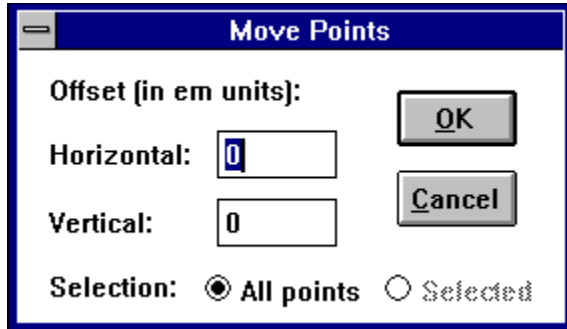 Move Points
Offset (in em units):
OK
Horizontal: 0
Cancel
Vertical: 0
Selection: All points Selected